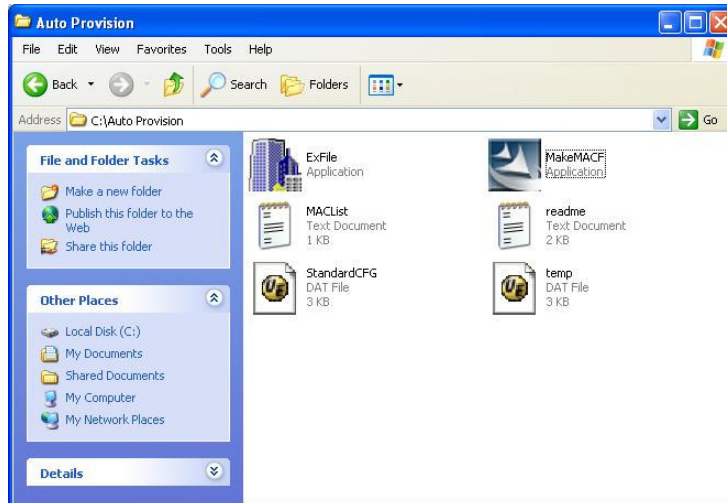 Auto Provision
File Edit View Favorites Tools Help
Back Search Folders
Address C:\Auto Provision Go
File and Folder Tasks
Make a new folder
Publish this folder to the
Web
Share this folder
Other Places
Local Disk (C:)
My Documents
Shared Documents
My Computer
My Network Places
Details
ExFile
Application
MakeMACF
Application
MACList
Text Document
1 KB
readme
Text Document
2 KB
StandardCFG
DAT File
3 KB
temp
DAT File
3 KB